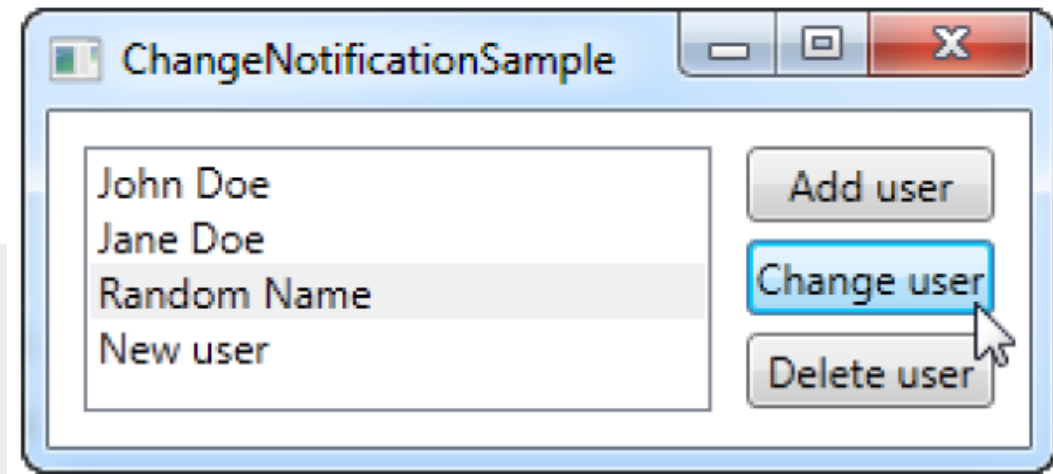 ChangeNotificationSample
John Doe
Jane Doe
Random Name
New user
Add user
Change user
Delete user